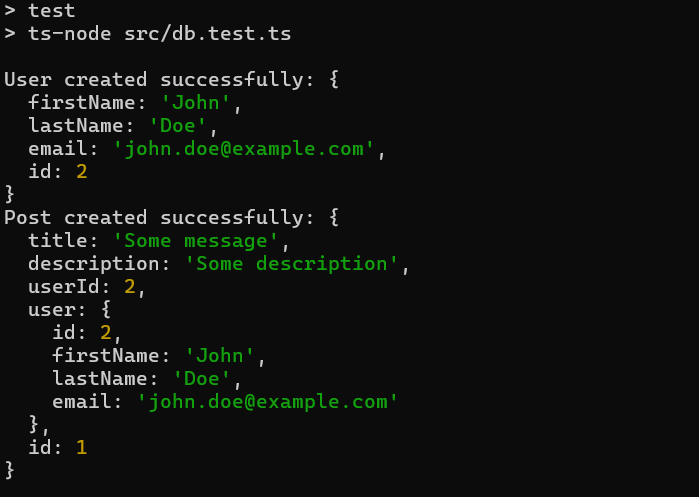 > test
> ts-node src/db.test.ts

User created successfully: {
  firstName: 'John',
  lastName: 'Doe',
  email: 'john.doe@example.com',
  id: 2
}
Post created successfully: {
  title: 'Some message',
  description: 'Some description',
  userId: 2,
  user: {
    id: 2,
    firstName: 'John',
    lastName: 'Doe',
    email: 'john.doe@example.com'
  },
  id: 1
}